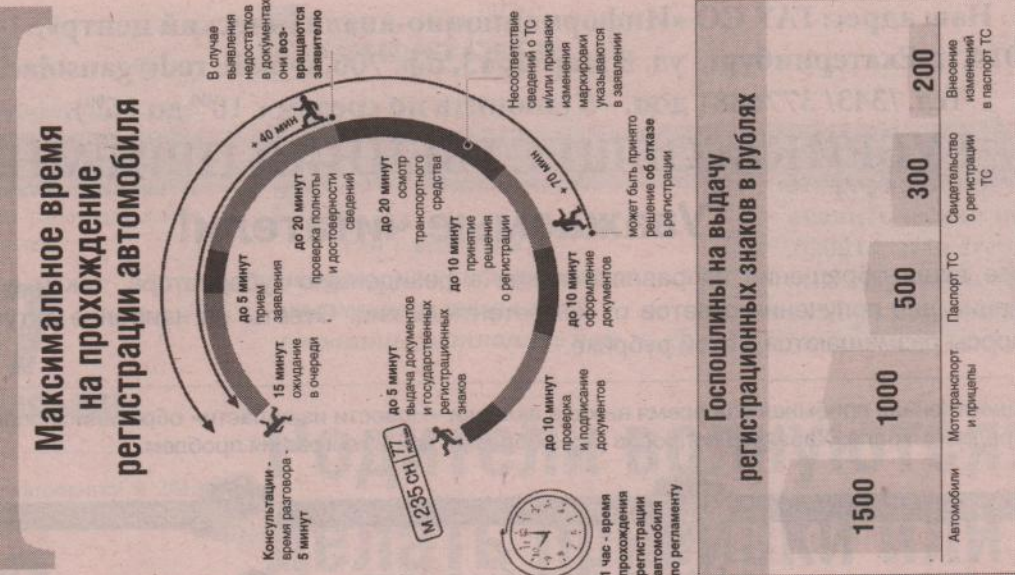 Максимальное время
на прохождение
регистрации автомобиля
Консультации -
время разговора -
5 минут
15 минут
ожидание
в очереди
до 5 минут
прием
заявления
до 20 минут
проверка полноты
и достоверности
сведений
+ 40 мин
В случае
выявления
недостатков
в документах
они воз-
вращаются
заявителю
до 20 минут
осмотр
транспортного
средства
Несоответствие
сведений о ТС
и/или признаки
изменения
маркировки
указываются
в заявлении
до 10 минут
принятие
решения
о регистрации
+ 70 мин
может быть принято
решение об отказе
в регистрации
до 10 минут
оформление
документов
до 10 минут
проверка
и подписание
документов
до 5 минут
выдача документов
и государственных
регистрационных
знаков
М 235 СН 77
RUS
1 час - время
прохождения
регистрации
автомобиля
по регламенту
Госпошлина на выдачу
регистрационных знаков в рублях
1500
1000
500
300
200
Автомобили
Мототранспорт
и прицепы
Паспорт ТС
Свидетельство
о регистрации
ТС
Внесение
изменений
в паспорт ТС